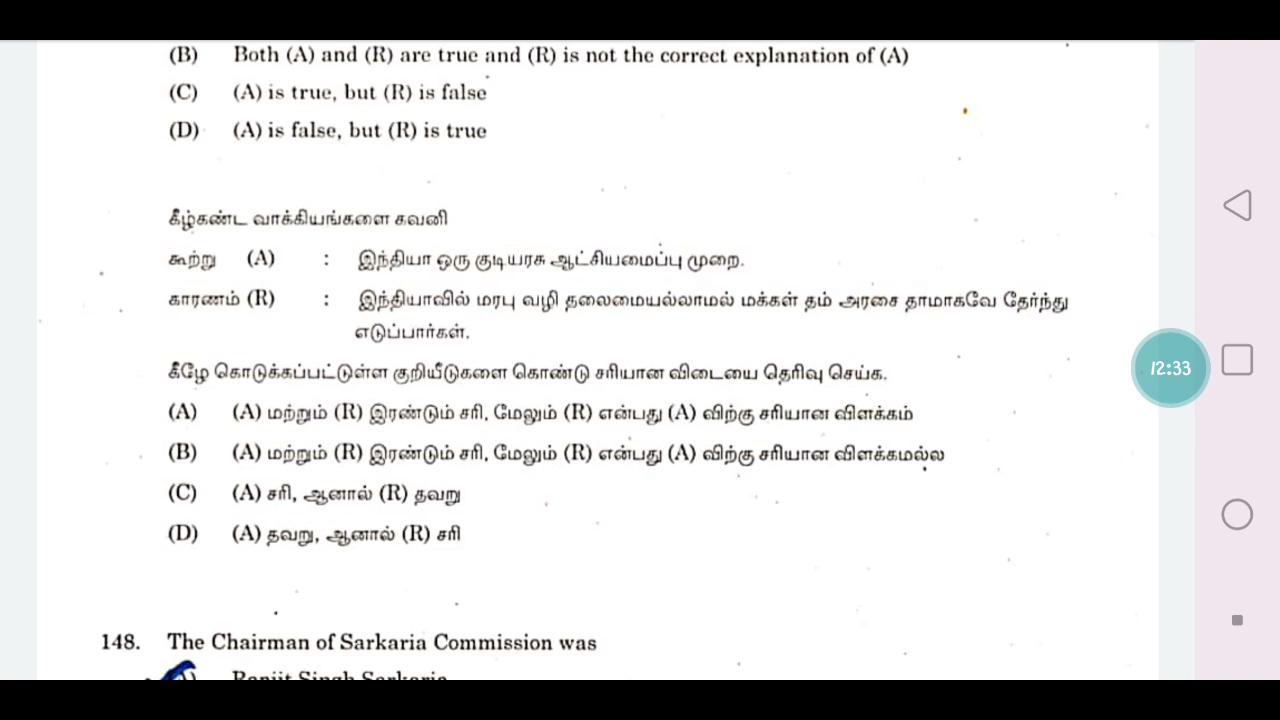 (B) Both (A) and (R) are true and (R) is not the correct explanation of (A)
(C) (A) is true, but (R) is false
(D) (A) is false, but (R) is true
கீழ்கண்ட வாக்கியங்களை கவனி
கூற்று (A) : இந்தியா ஒரு குடியரசு ஆட்சியமைப்பு முறை.
காரணம் (R) : இந்தியாவில் மரபு வழி தலைமையல்லாமல் மக்கள் தம் அரசை தாமாகவே தேர்ந்து
எடுப்பார்கள்.
கீழே கொடுக்கப்பட்டுள்ள குறியீடுகளை கொண்டு சரியான விடையை தெரிவு செய்க.
(A) (A) மற்றும் (R) இரண்டும் சரி, மேலும் (R) என்பது (A) விற்கு சரியான விளக்கம்
(B) (A) மற்றும் (R) இரண்டும் சரி, மேலும் (R) என்பது (A) விற்கு சரியான விளக்கமல்ல
(C) (A) சரி, ஆனால் (R) தவறு
(D) (A) தவறு, ஆனால் (R) சரி
12:33
148. The Chairman of Sarkaria Commission was
Ranjit Singh Sarkaria